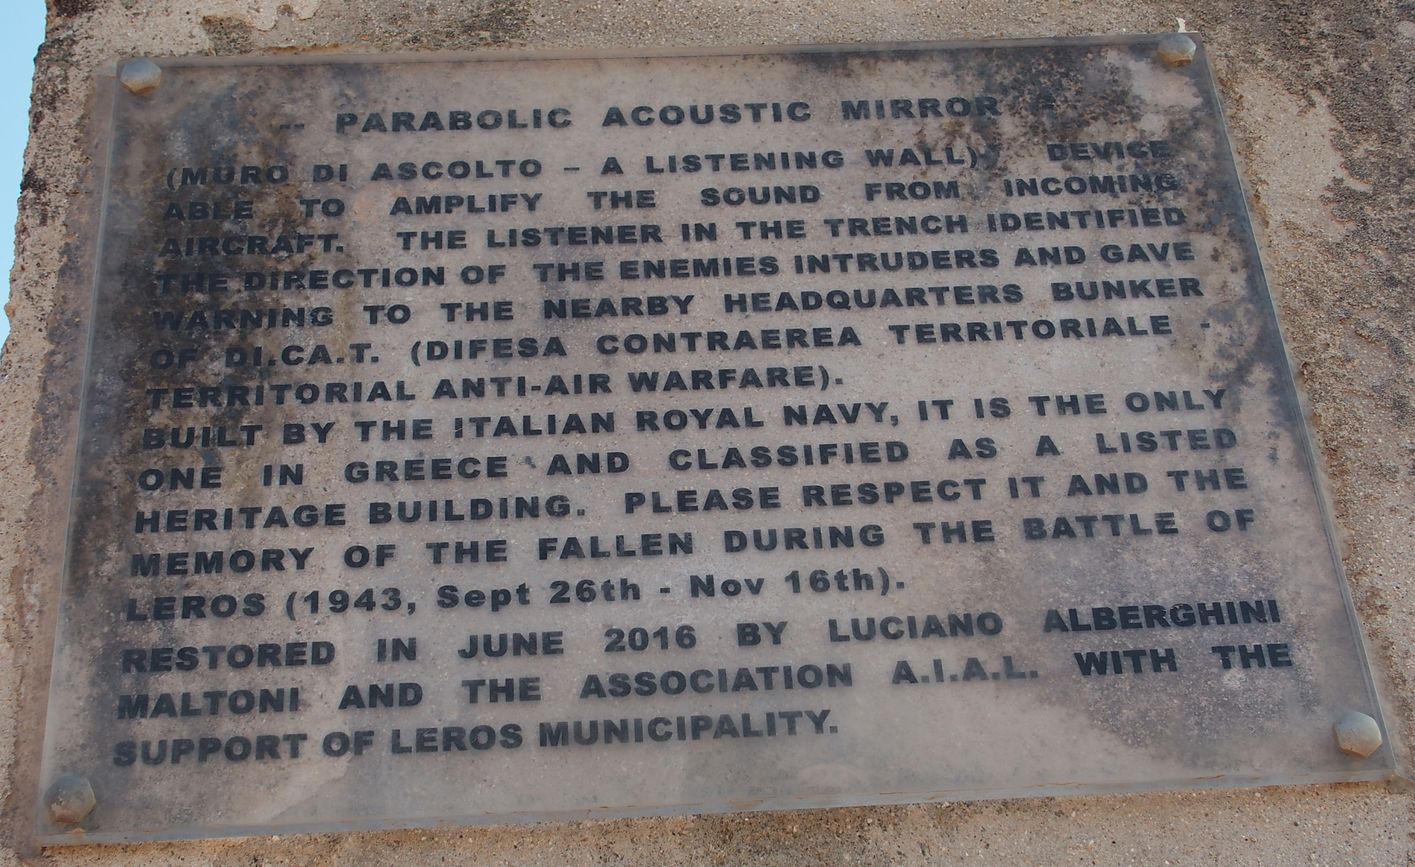 PARABOLIC ACOUSTIC MIRROR
(MURO DI ASCOLTO – A LISTENING WALL): DEVICE
ABLE TO AMPLIFY THE SOUND FROM INCOMING
AIRCRAFT. THE LISTENER IN THE TRENCH IDENTIFIED
THE DIRECTION OF THE ENEMIES INTRUDERS AND GAVE
WARNING TO THE NEARBY HEADQUARTERS BUNKER
OF DI.CA.T. (DIFESA CONTRAEREA TERRITORIALE -
TERRITORIAL ANTI-AIR WARFARE).
BUILT BY THE ITALIAN ROYAL NAVY, IT IS THE ONLY
ONE IN GREECE AND CLASSIFIED AS A LISTED
HERITAGE BUILDING. PLEASE RESPECT IT AND THE
MEMORY OF THE FALLEN DURING THE BATTLE OF
LEROS (1943, Sept 26th - Nov 16th).
RESTORED IN JUNE 2016 BY LUCIANO ALBERGHINI
MALTONI AND THE ASSOCIATION A.I.A.L. WITH THE
SUPPORT OF LEROS MUNICIPALITY.